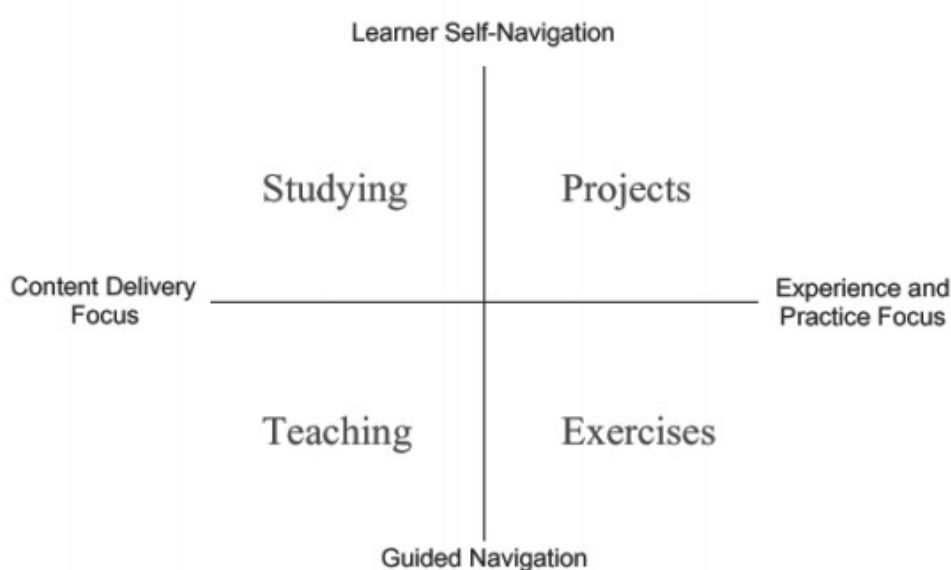 Learner Self-Navigation
Studying
Projects
Content Delivery
Focus
Experience and
Practice Focus
Teaching
Exercises
Guided Navigation